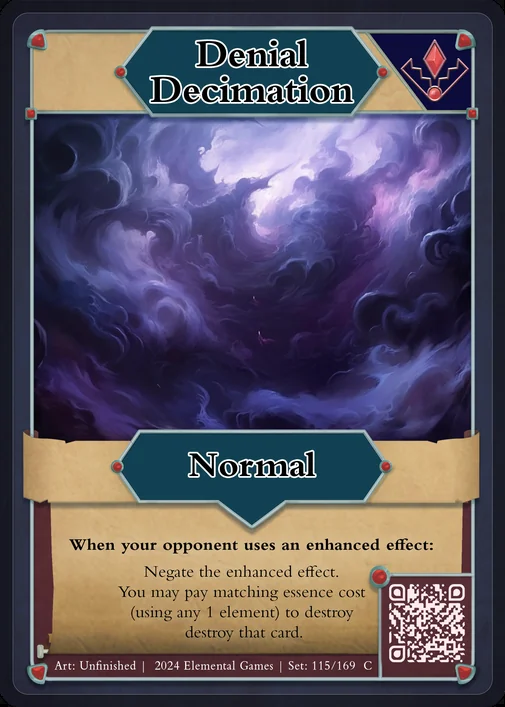 Denial
Decimation
Normal
When your opponent uses an enhanced effect:
Negate the enhanced effect.
You may pay matching essence cost
(using any 1 element) to destroy
destroy that card.
Art: Unfinished | 2024 Elemental Games | Set: 115/169 C